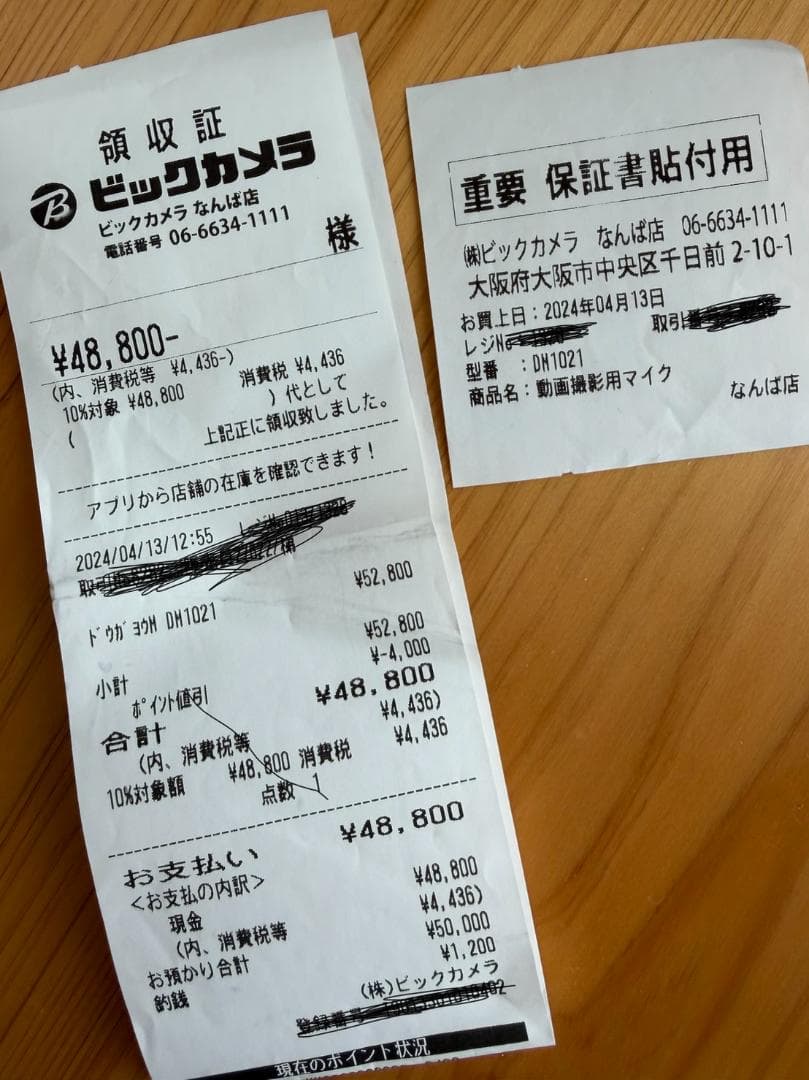 領収証
ビックカメラ
ビックカメラ なんば店
電話番号 06-6634-1111
様
¥48,800-
(内、消費税等 ¥4,436-)
10%対象 ¥48,800 消費税 ¥4,436
( )代として
上記正に領収致しました。
アプリから店舗の在庫を確認できます！
2024/04/13/12:55 レジNo
取引
¥52,800
ﾄﾞｳｶﾞﾖｳM DM1021
小計 ¥52,800
ポイント値引 ¥-4,000
合計 ¥48,800
(内、消費税等 ¥4,436)
10%対象額 ¥48,800 消費税 ¥4,436
点数 1
お支払い ¥48,800
<お支払の内訳>
現金 ¥48,800
(内、消費税等 ¥4,436)
お預かり合計 ¥50,000
釣銭 ¥1,200
(株)ビックカメラ
登録番号
現在のポイント状況
重要 保証書貼付用
㈱ビックカメラ なんば店 06-6634-1111
大阪府大阪市中央区千日前 2-10-1
お買上日：2024年04月13日
レジNo 取引
型番 ：DM1021
商品名：動画撮影用マイク
なんば店